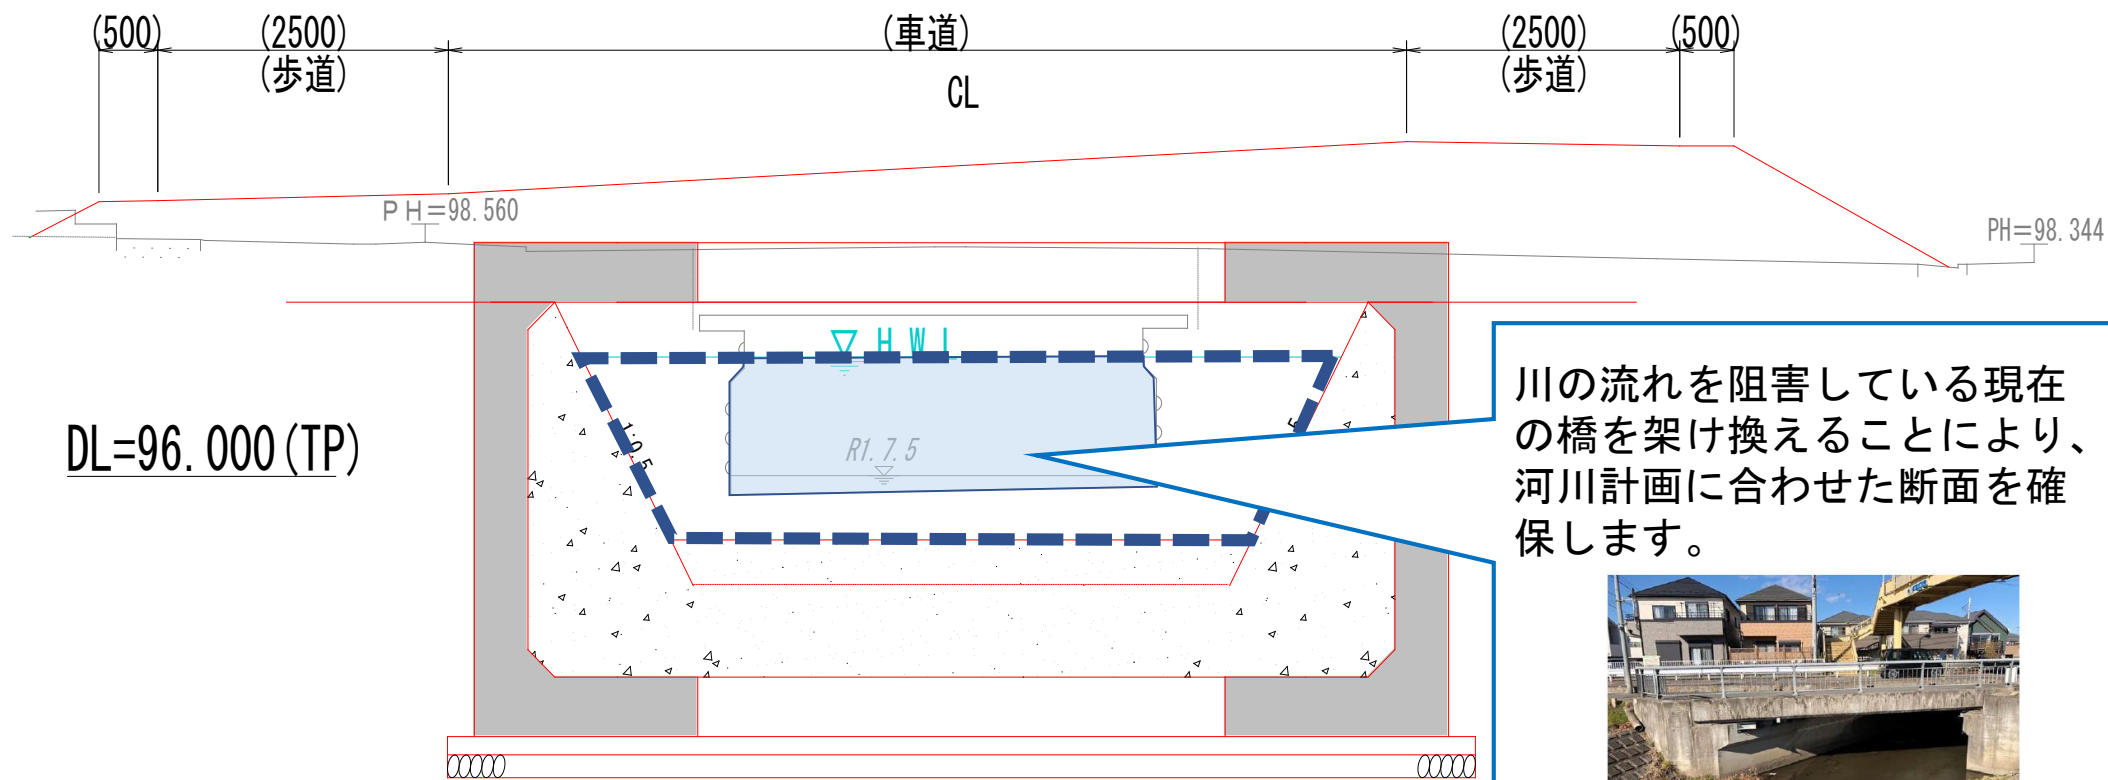 (500)
(2500)
(車道)
(2500)
(500)
(歩道)
(歩道)
CL
PH=98.560
PH=98.344
HWL
DL=96.000(TP)
1:0.5
R1.7.5
5
川の流れを阻害している現在
の橋を架け換えることにより、
河川計画に合わせた断面を確
保します。